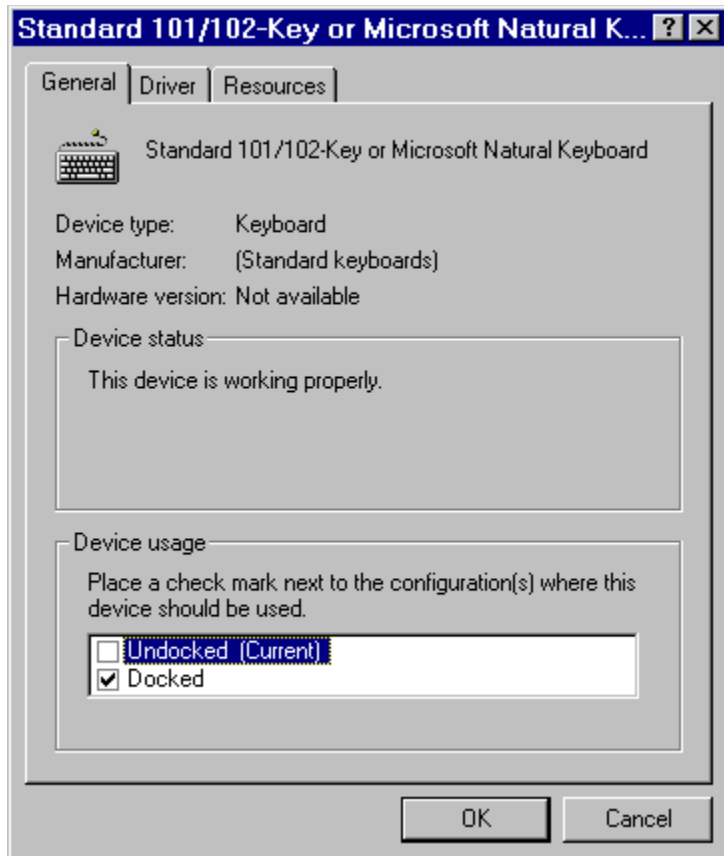 Standard 101/102-Key or Microsoft Natural K...
General Driver Resources
Standard 101/102-Key or Microsoft Natural Keyboard
Device type: Keyboard
Manufacturer: (Standard keyboards)
Hardware version: Not available
Device status
This device is working properly.
Device usage
Place a check mark next to the configuration(s) where this
device should be used.
Undocked (Current)
Docked
OK Cancel